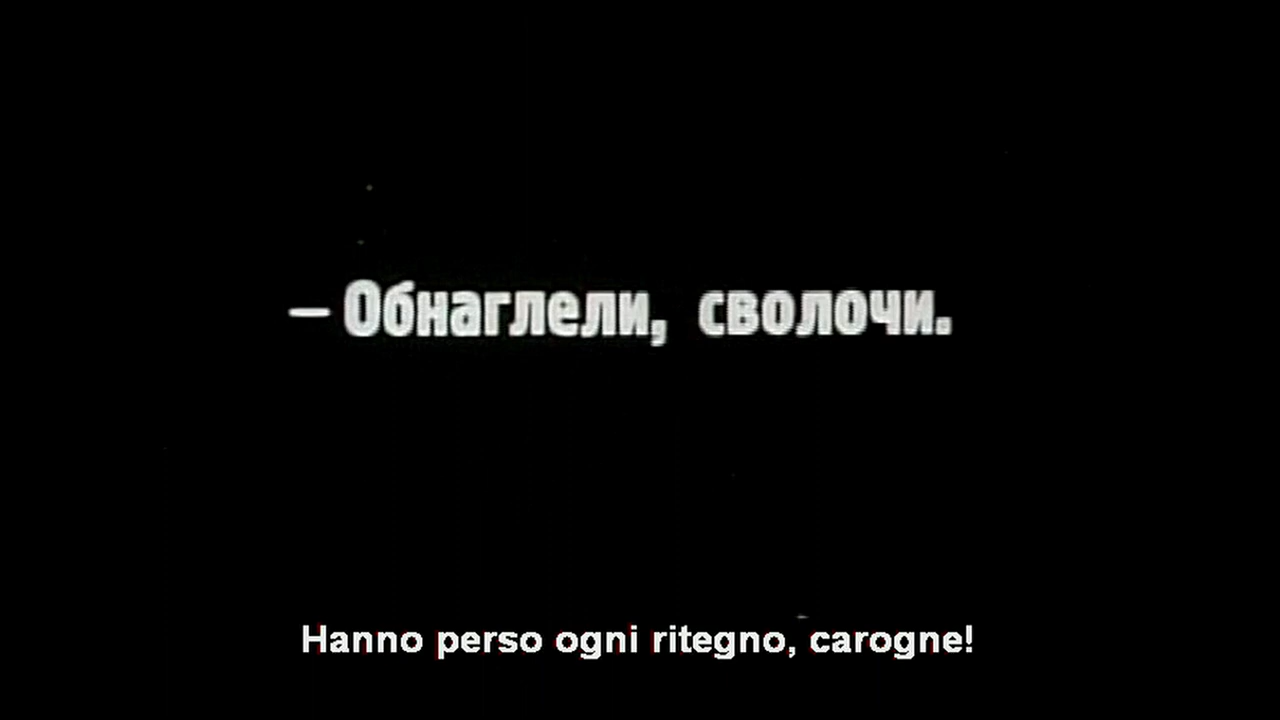 – Обнаглели, сволочи.
Hanno perso ogni ritegno, carogne!